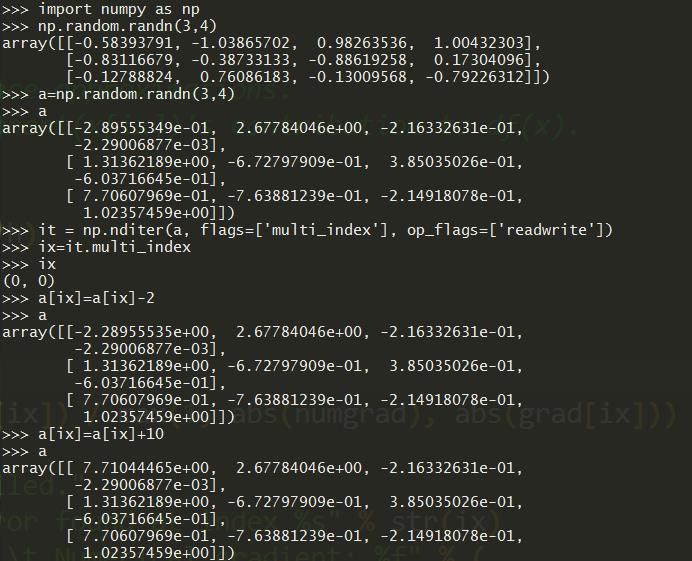 >>> import numpy as np
>>> np.random.randn(3,4)
array([[-0.58393791, -1.03865702,  0.98263536,  1.00432303],
       [-0.83116679, -0.38733133, -0.88619258,  0.17304096],
       [-0.12788824,  0.76086183, -0.13009568, -0.79226312]])
>>> a=np.random.randn(3,4)
>>> a
array([[-2.89555349e-01,  2.67784046e+00, -2.16332631e-01,
        -2.29006877e-03],
       [ 1.31362189e+00, -6.72797909e-01,  3.85035026e-01,
        -6.03716645e-01],
       [ 7.70607969e-01, -7.63881239e-01, -2.14918078e-01,
         1.02357459e+00]])
>>> it = np.nditer(a, flags=['multi_index'], op_flags=['readwrite'])
>>> ix=it.multi_index
>>> ix
(0, 0)
>>> a[ix]=a[ix]-2
>>> a
array([[-2.28955535e+00,  2.67784046e+00, -2.16332631e-01,
        -2.29006877e-03],
       [ 1.31362189e+00, -6.72797909e-01,  3.85035026e-01,
        -6.03716645e-01],
       [ 7.70607969e-01, -7.63881239e-01, -2.14918078e-01,
         1.02357459e+00]])
[ix]) abs(numgrad), abs(grad[ix]))
>>> a[ix]=a[ix]+10
>>> a
array([[ 7.71044465e+00,  2.67784046e+00, -2.16332631e-01,
        -2.29006877e-03],
       [ 1.31362189e+00, -6.72797909e-01,  3.85035026e-01,
        -6.03716645e-01],
       [ 7.70607969e-01, -7.63881239e-01, -2.14918078e-01,
         1.02357459e+00]])